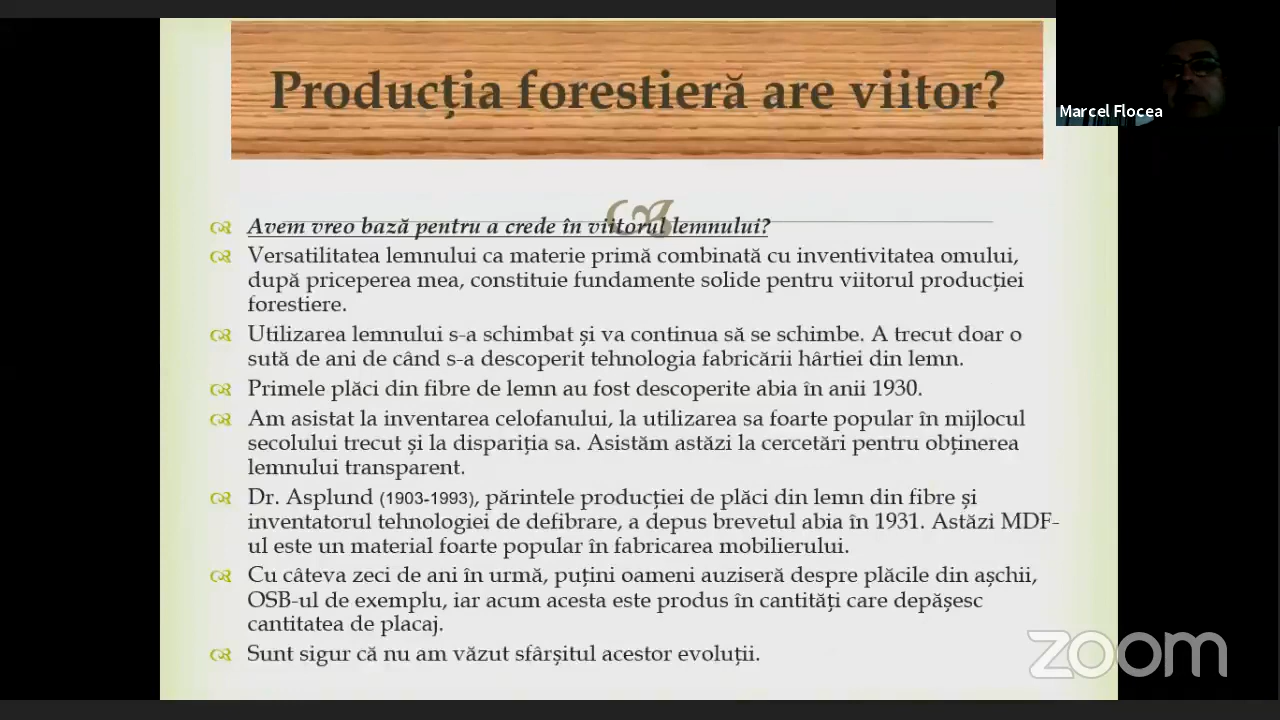 Producția forestieră are viitor?
Marcel Flocea
Avem vreo bază pentru a crede în viitorul lemnului?
Versatilitatea lemnului ca materie primă combinată cu inventivitatea omului,
după priceperea mea, constituie fundamente solide pentru viitorul producției
forestiere.
Utilizarea lemnului s-a schimbat și va continua să se schimbe. A trecut doar o
sută de ani de când s-a descoperit tehnologia fabricării hârtiei din lemn.
Primele plăci din fibre de lemn au fost descoperite abia în anii 1930.
Am asistat la inventarea celofanului, la utilizarea sa foarte popular în mijlocul
secolului trecut și la dispariția sa. Asistăm astăzi la cercetări pentru obținerea
lemnului transparent.
Dr. Asplund (1903-1993), părintele producției de plăci din lemn din fibre și
inventatorul tehnologiei de defibrare, a depus brevetul abia în 1931. Astăzi MDF-
ul este un material foarte popular în fabricarea mobilierului.
Cu câteva zeci de ani în urmă, puțini oameni auziseră despre plăcile din așchii,
OSB-ul de exemplu, iar acum acesta este produs în cantități care depășesc
cantitatea de placaj.
Sunt sigur că nu am văzut sfârșitul acestor evoluții.
zoom